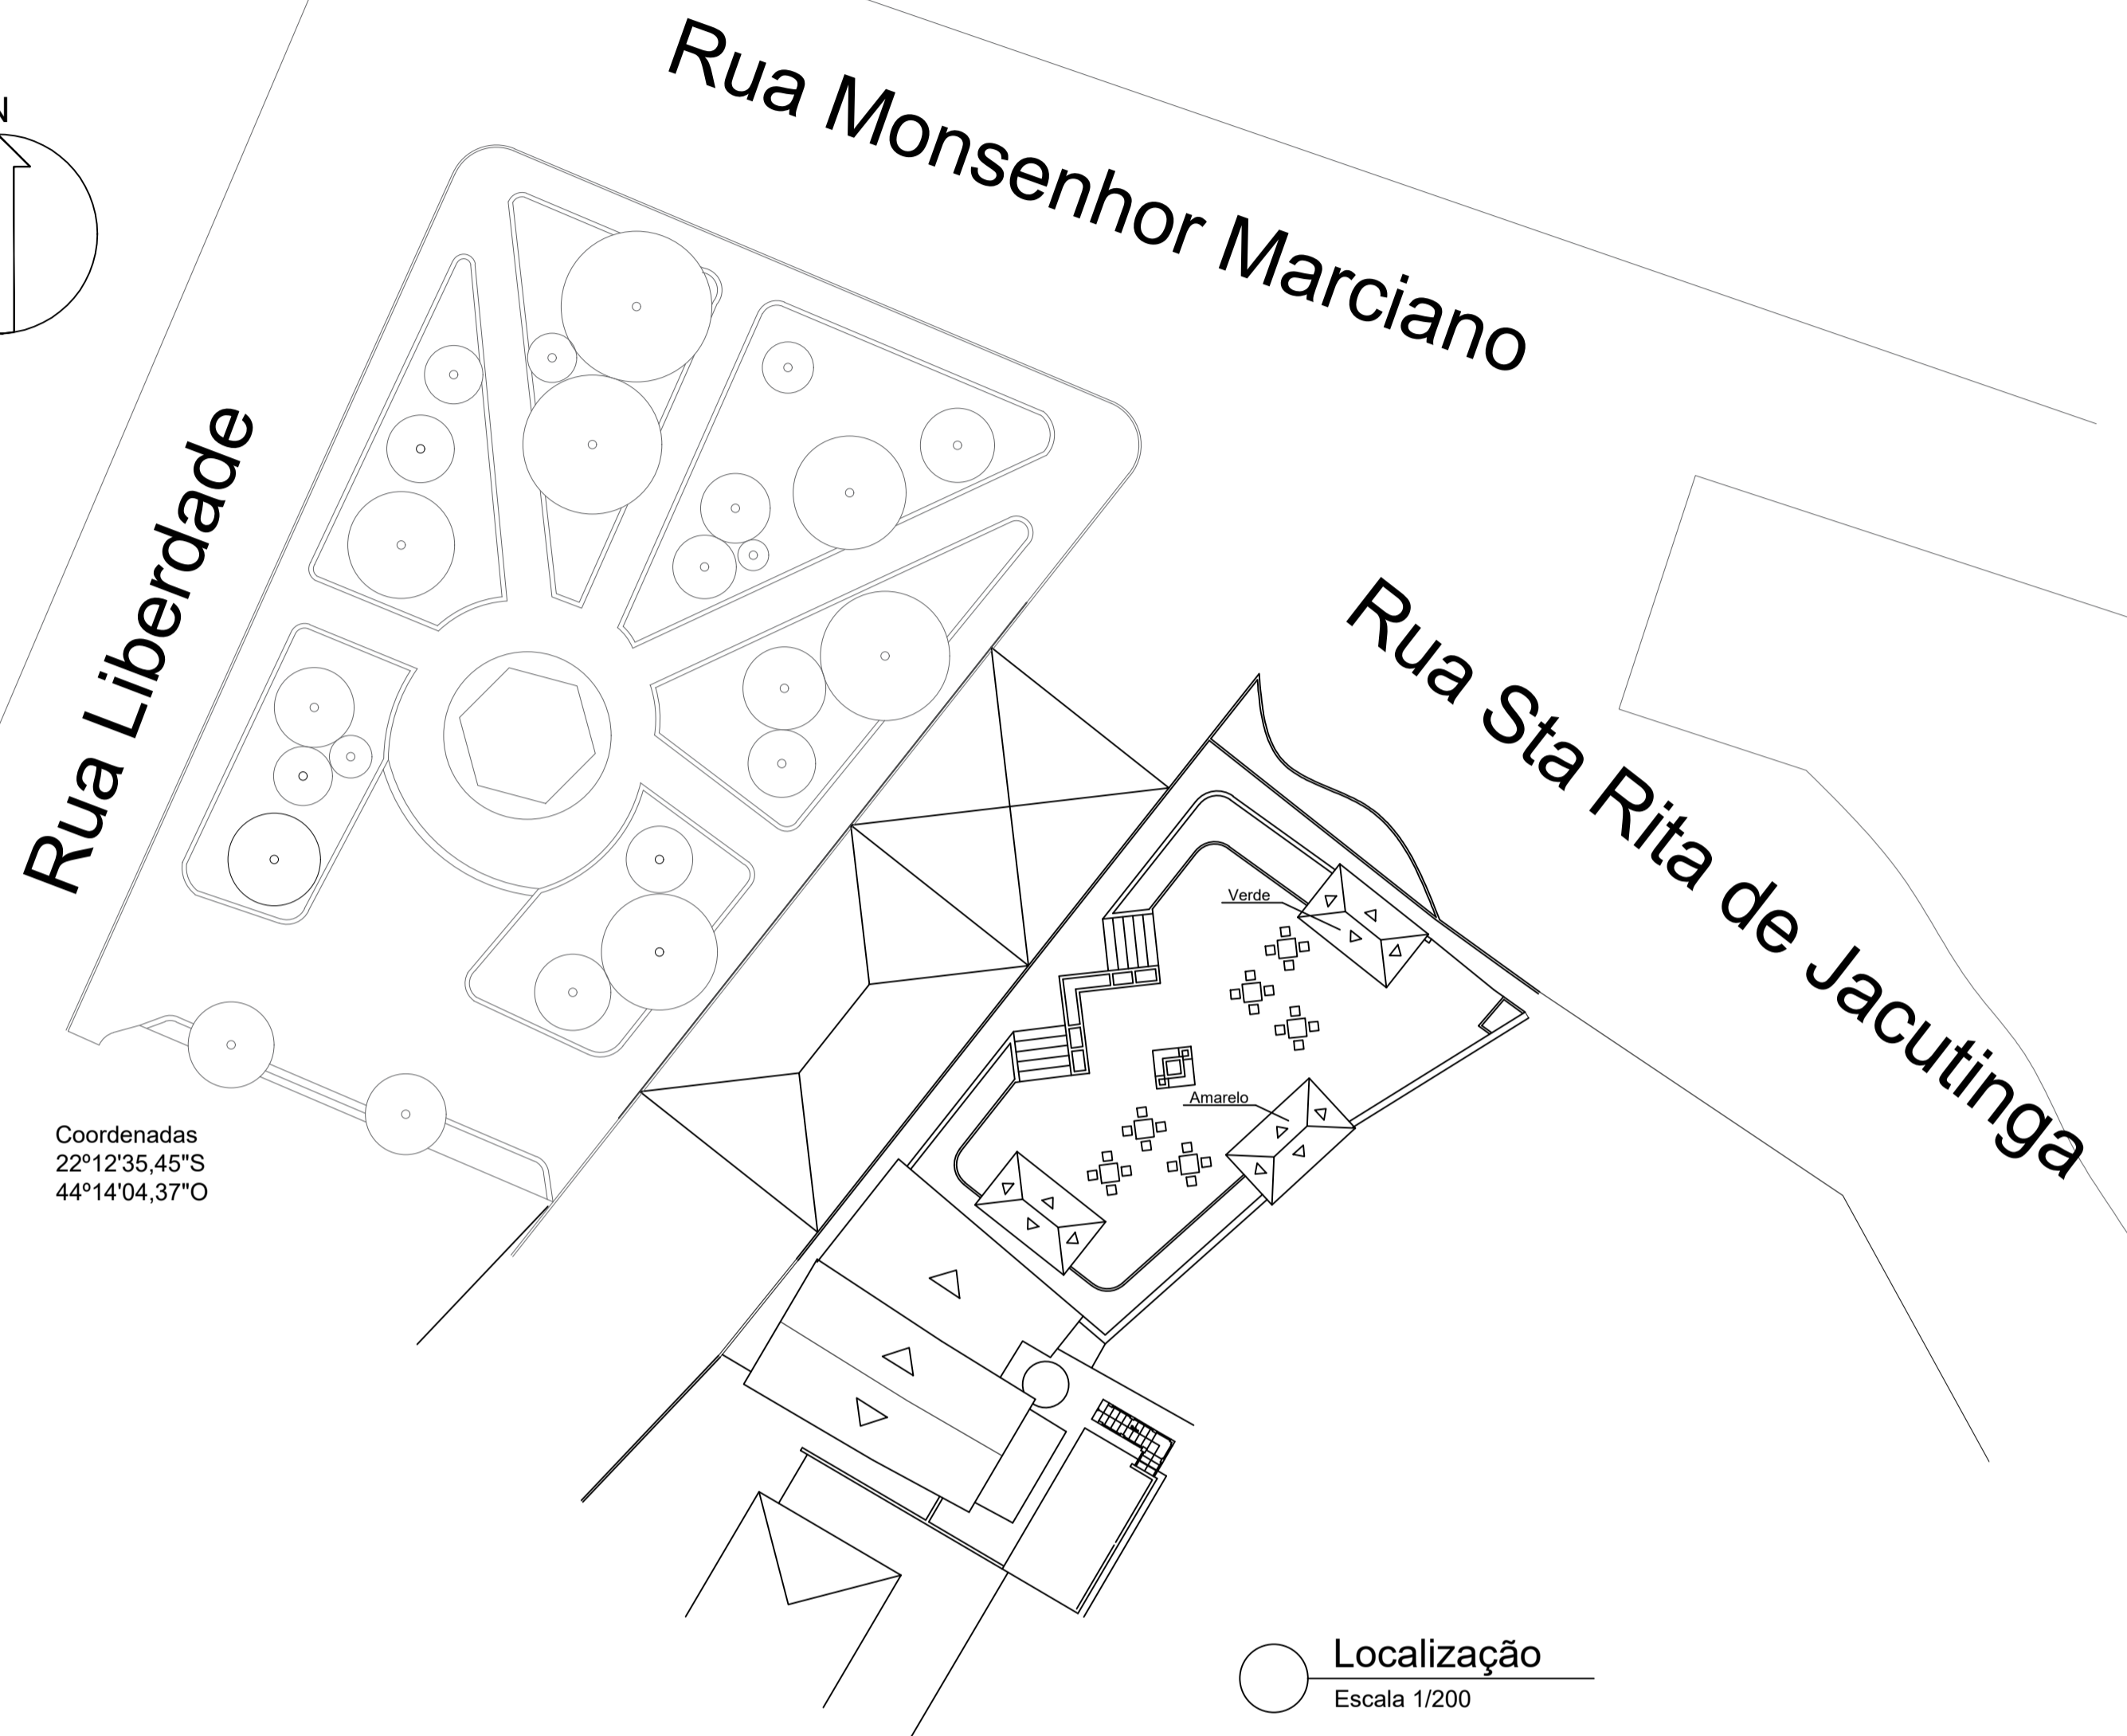 N
Rua Monsenhor Marciano
Rua Liberdade
Rua Sta Rita de Jacutinga
Verde
Amarelo
Coordenadas
22º12'35,45"S
44º14'04,37"O
Localização
Escala 1/200